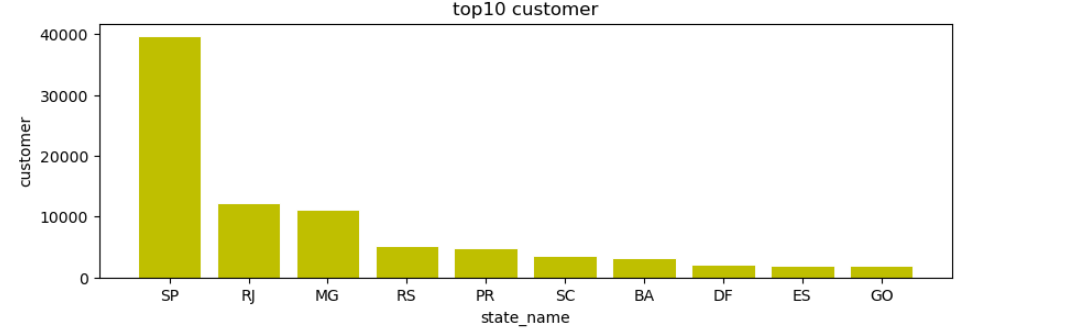 top10 customer
40000
30000
20000
10000
0
customer
SP RJ MG RS PR SC BA DF ES GO
state_name